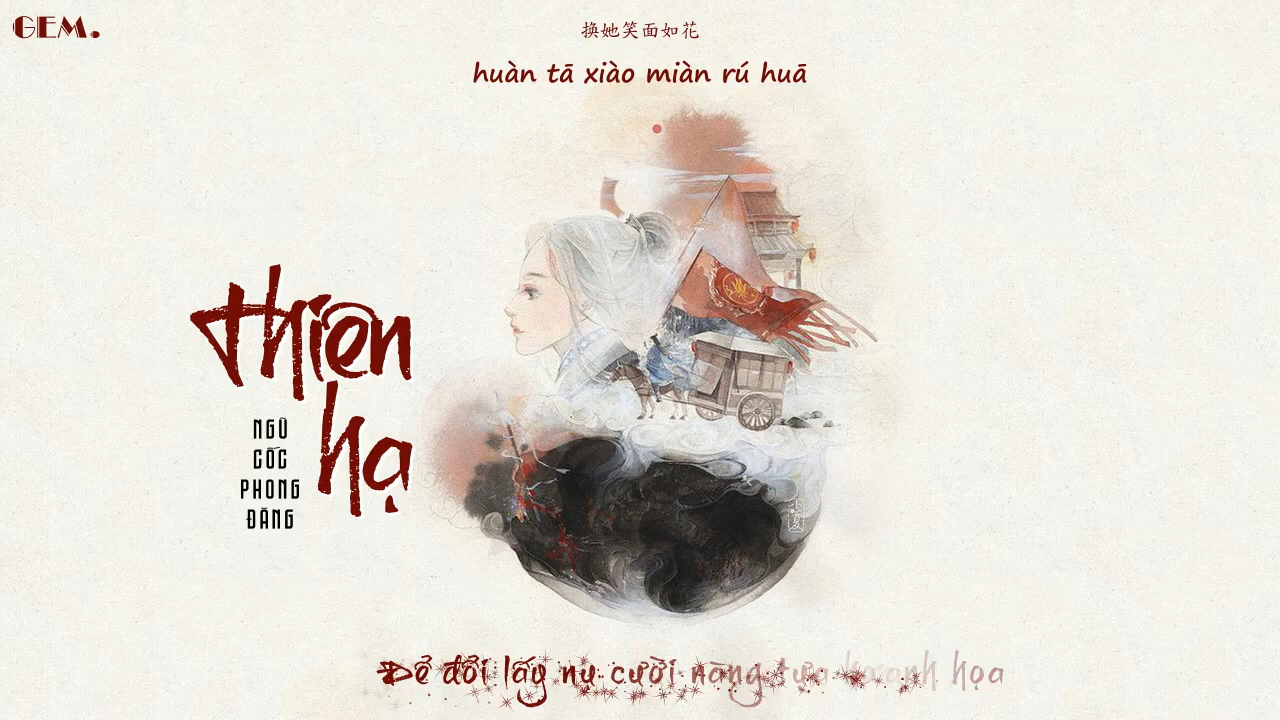 GEM.
换她笑面如花
huàn tā xiào miàn rú huā
thiên
hạ
NGŨ
CỐC
PHONG
ĐĂNG
Để đổi lấy nụ cười nàng tựa hoạ